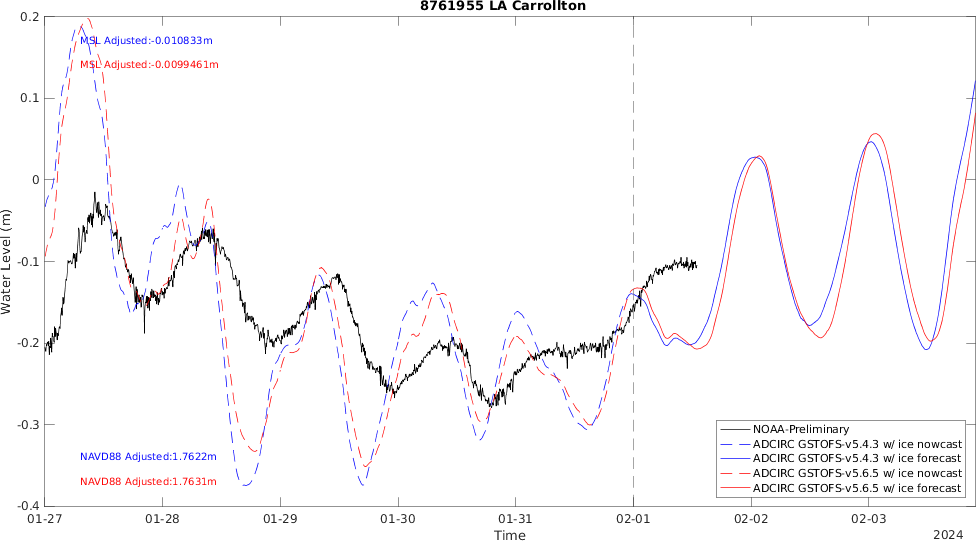 8761955 LA Carrollton
MSL Adjusted:-0.010833m
MSL Adjusted:-0.0099461m
0.2
0.1
0
-0.1
-0.2
-0.3
-0.4
Water Level (m)
NAVD88 Adjusted:1.7622m
NAVD88 Adjusted:1.7631m
NOAA-Preliminary
ADCIRC GSTOFS-v5.4.3 w/ ice nowcast
ADCIRC GSTOFS-v5.4.3 w/ ice forecast
ADCIRC GSTOFS-v5.6.5 w/ ice nowcast
ADCIRC GSTOFS-v5.6.5 w/ ice forecast
01-27 01-28 01-29 01-30 01-31 02-01 02-02 02-03
Time
2024